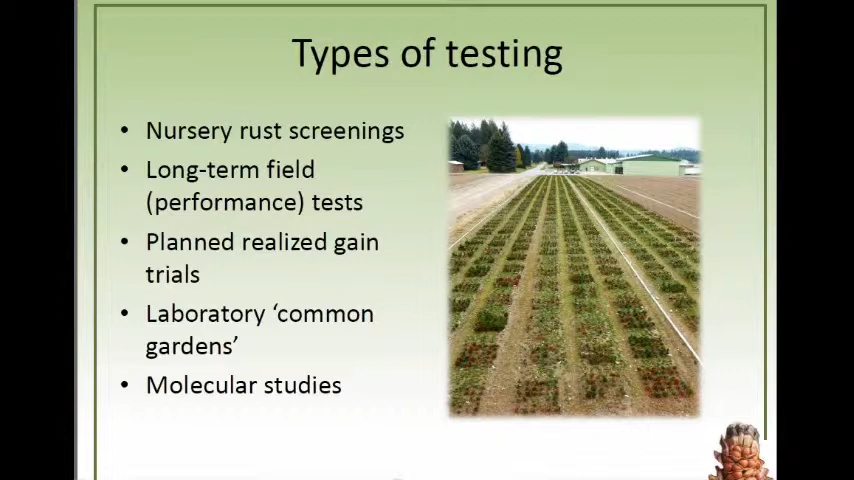 Types of testing
• Nursery rust screenings
• Long-term field
(performance) tests
• Planned realized gain
trials
• Laboratory ‘common
gardens’
• Molecular studies